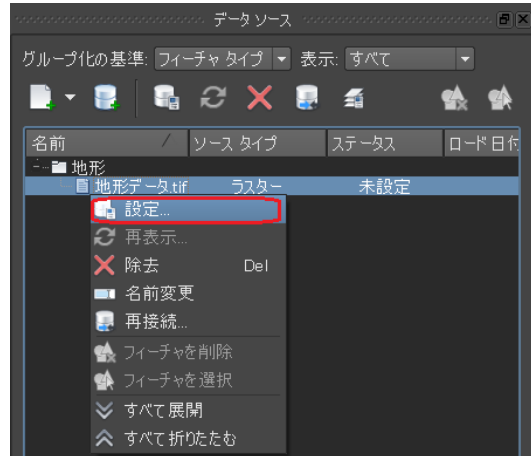 データ ソース
グループ化の基準: フィーチャ タイプ 表示: すべて
名前 ソース タイプ ステータス ロード日付
地形
地形データ.tif ラスター 未設定
設定...
再表示...
除去 Del
名前変更
再接続...
フィーチャを削除
フィーチャを選択
すべて展開
すべて折りたたむ